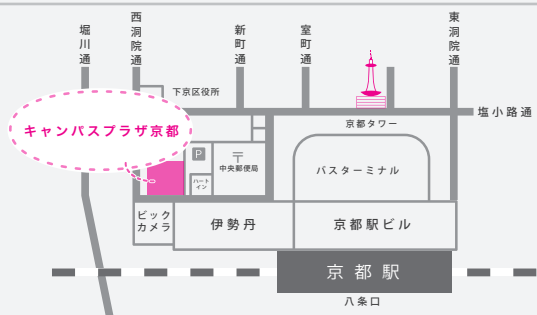 堀川通
西洞院通
新町通
室町通
東洞院通
下京区役所
塩小路通
京都タワー
キャンパスプラザ京都
P
〒
中央郵便局
ハート
イン
バスターミナル
ビック
カメラ
伊勢丹
京都駅ビル
京都駅
八条口